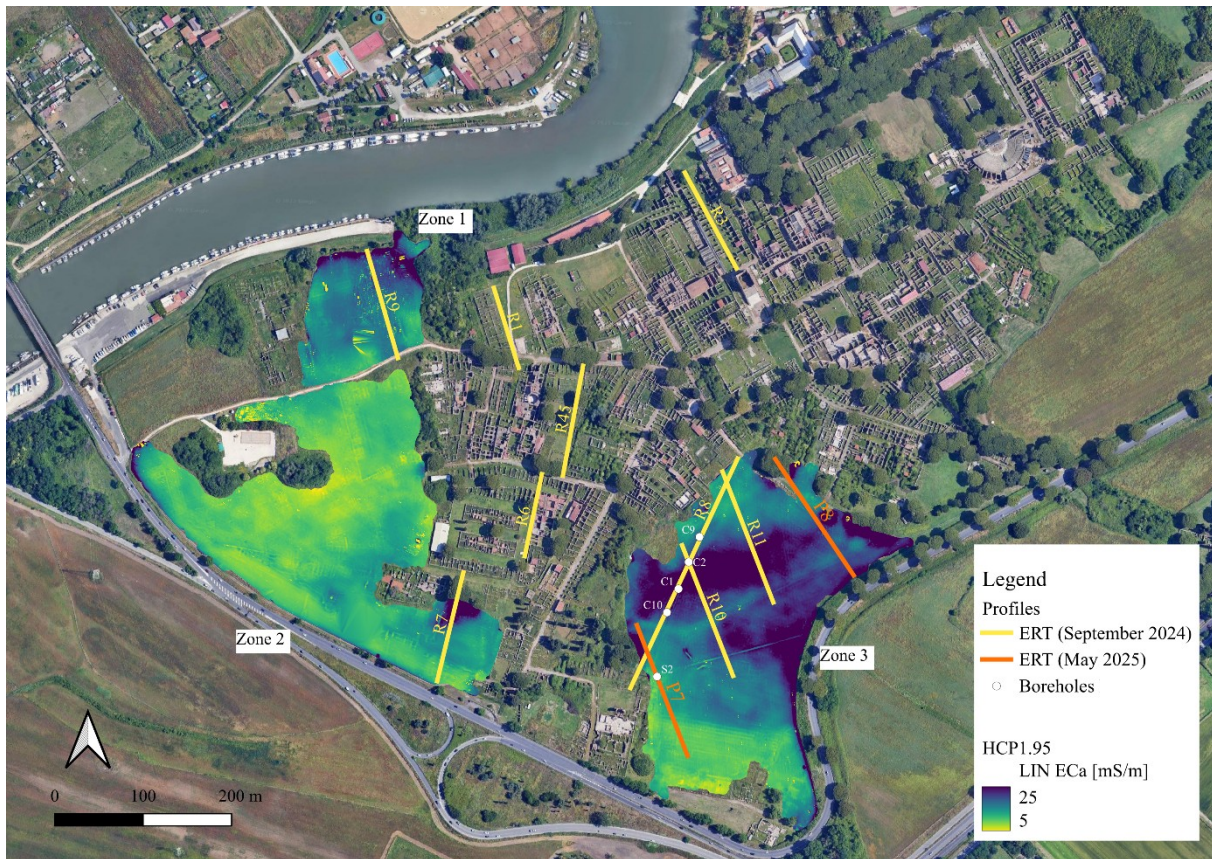 Zone 1
R9
R1
R45
R6
R8
R11
C9
C2
C1
C10
R10
R7
Zone 2
Zone 3
S2
P7
0 100 200 m
Legend
Profiles
ERT (September 2024)
ERT (May 2025)
Boreholes
HCP1.95
LIN ECa [mS/m]
25
5